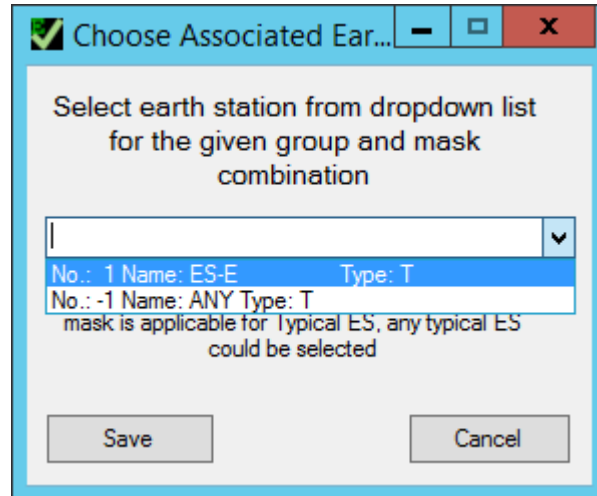 Choose Associated Ear...
Select earth station from dropdown list
for the given group and mask
combination
No.: 1 Name: ES-E Type: T
No.: -1 Name: ANY Type: T
mask is applicable for Typical ES, any typical ES
could be selected
Save Cancel